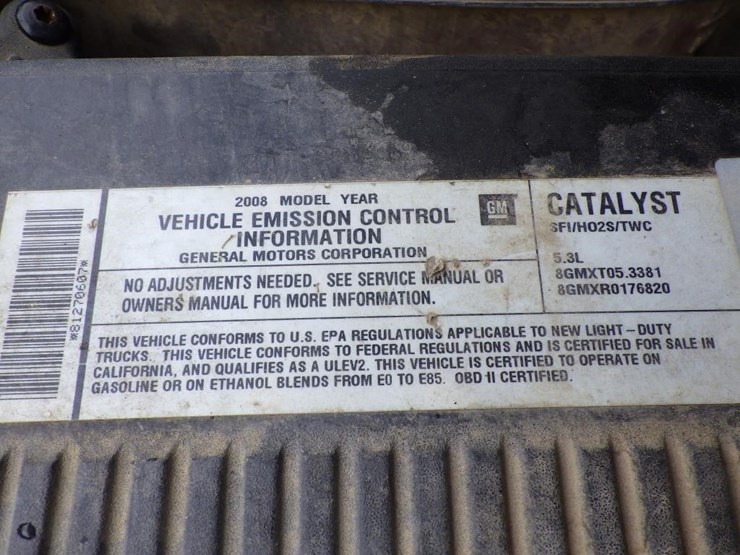 2008 MODEL YEAR
VEHICLE EMISSION CONTROL
INFORMATION
GENERAL MOTORS CORPORATION
GM
NO ADJUSTMENTS NEEDED, SEE SERVICE MANUAL OR
OWNERS MANUAL FOR MORE INFORMATION.
CATALYST
SFI/HO2S/TWC
5.3L
8GMXT05.3381
8GMXR0176820
THIS VEHICLE CONFORMS TO U.S. EPA REGULATIONS APPLICABLE TO NEW LIGHT-DUTY
TRUCKS. THIS VEHICLE CONFORMS TO FEDERAL REGULATIONS AND IS CERTIFIED FOR SALE IN
CALIFORNIA, AND QUALIFIES AS A ULEV2. THIS VEHICLE IS CERTIFIED TO OPERATE ON
GASOLINE OR ON ETHANOL BLENDS FROM E0 TO E85. OBD II CERTIFIED.
*81270607*